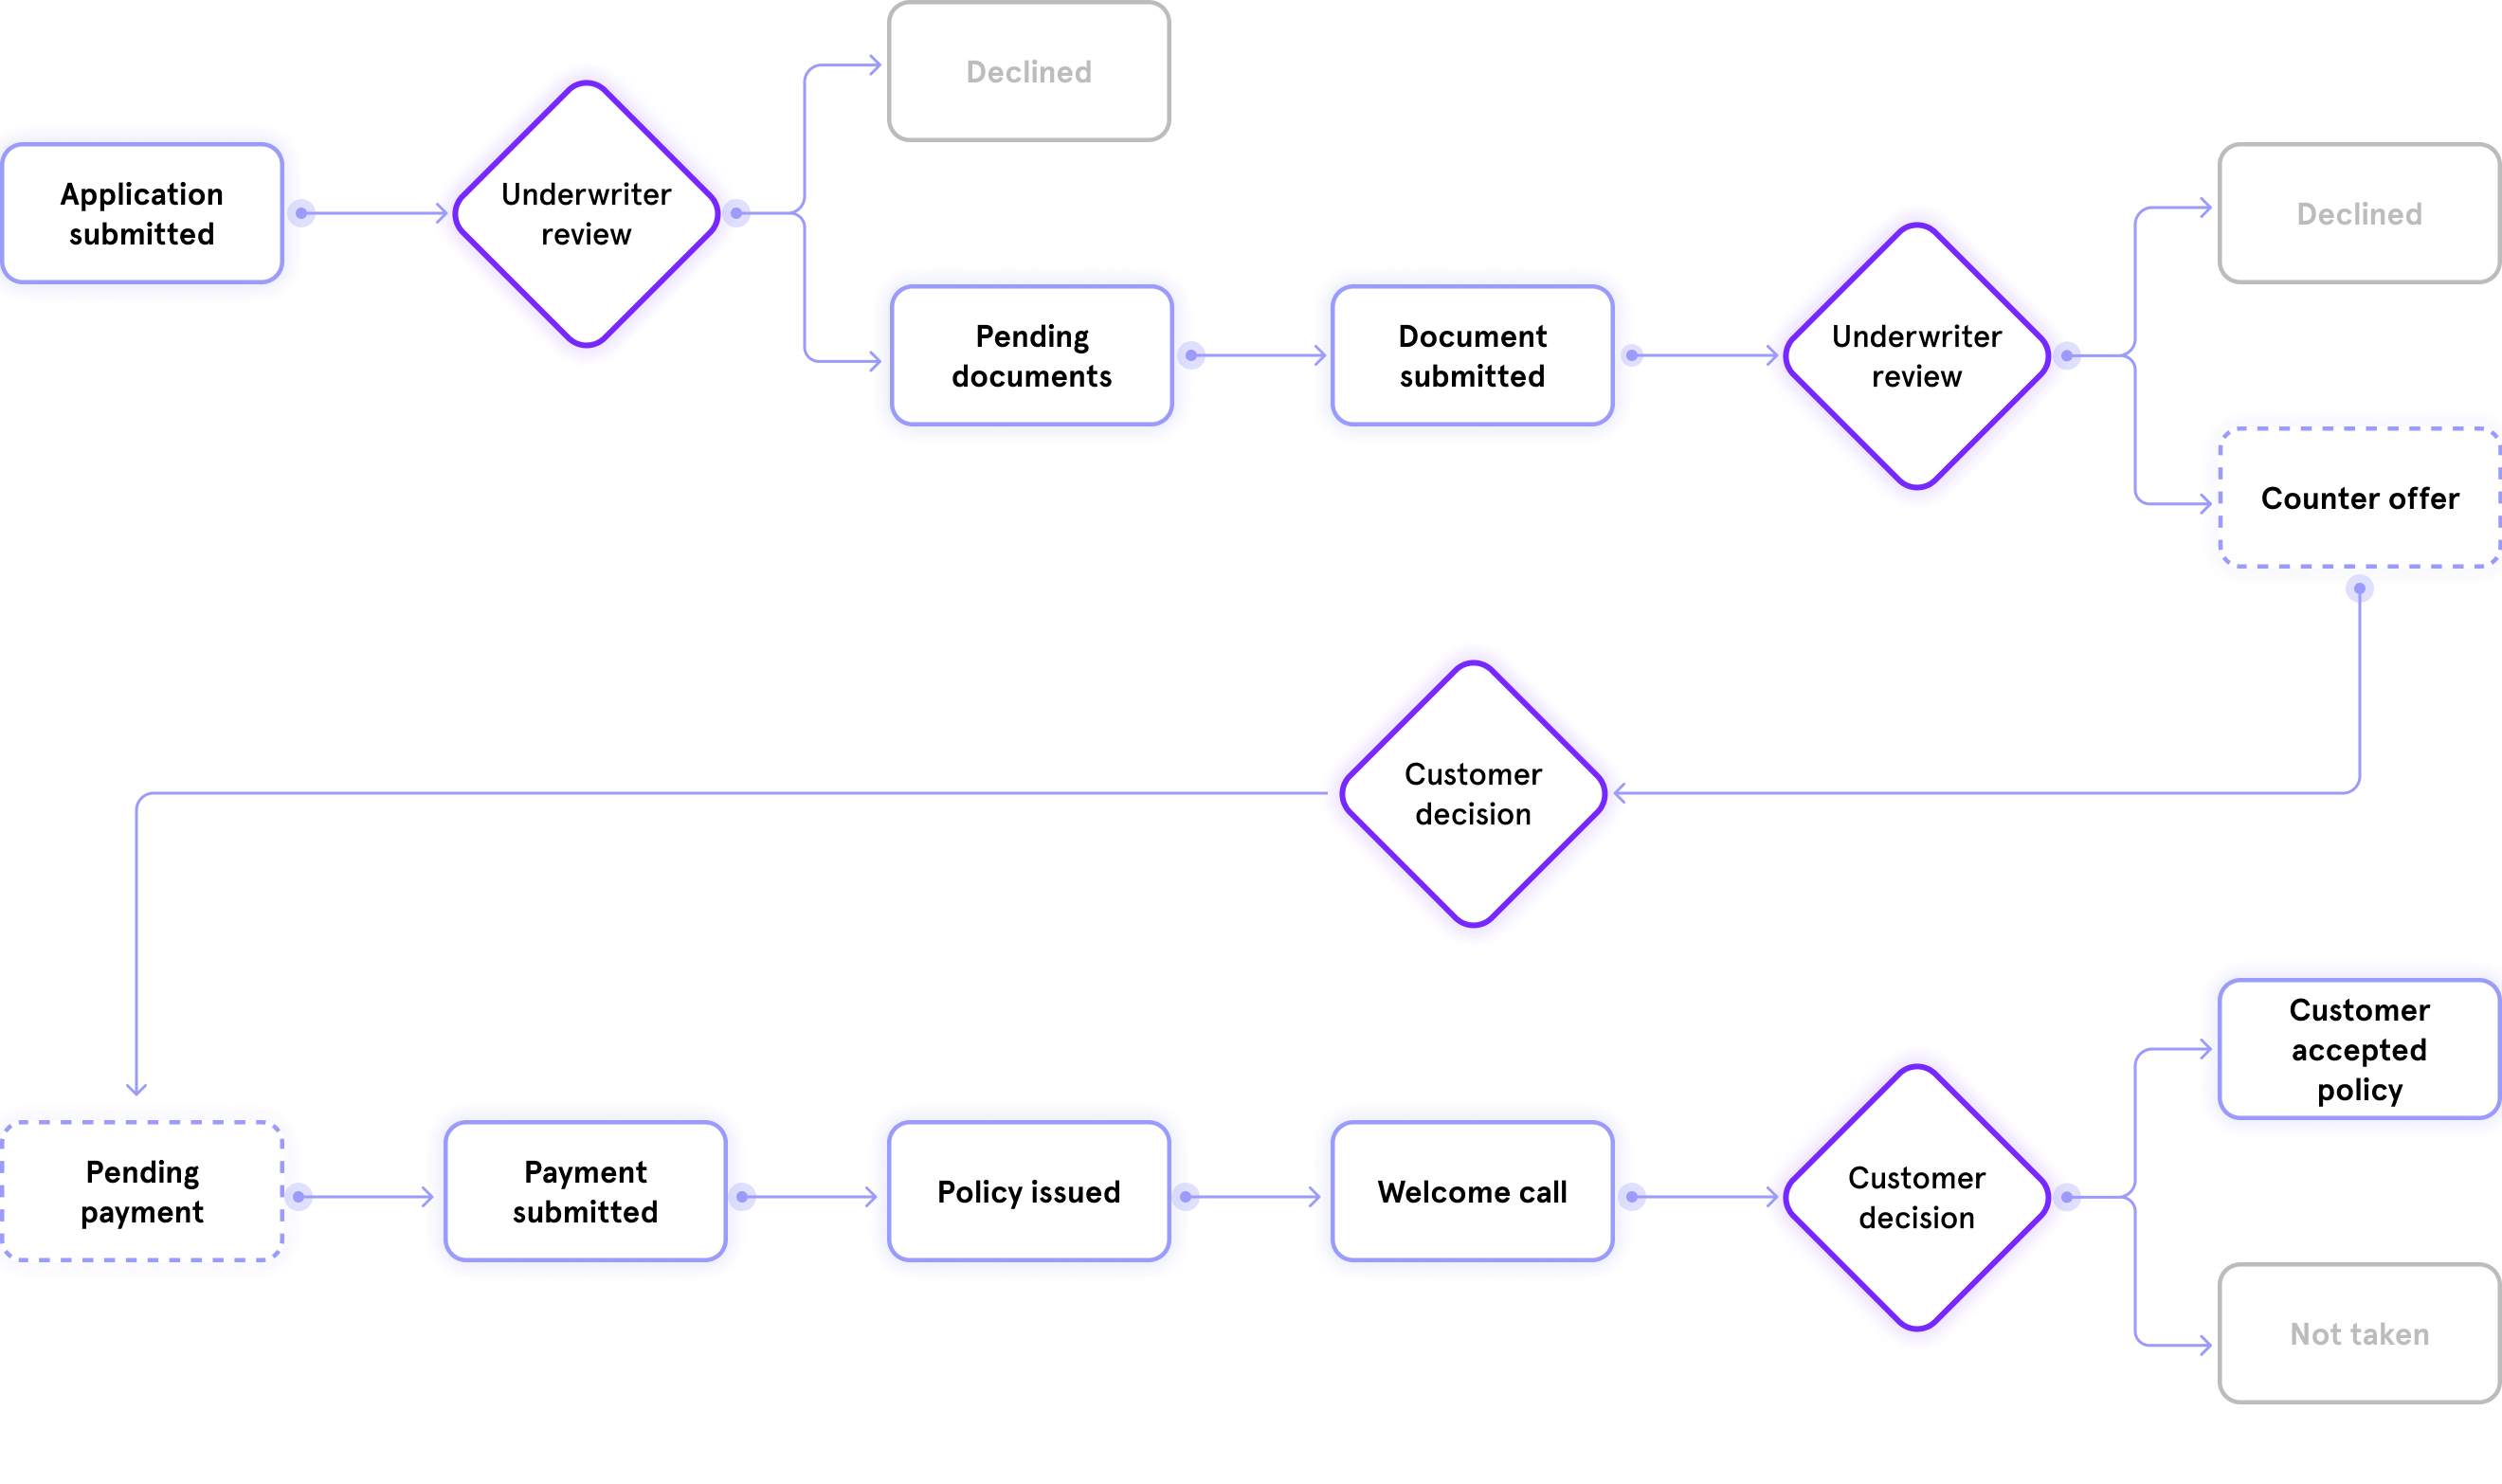 Declined
Application
submitted
Underwriter
review
Declined
Pending
documents
Document
submitted
Underwriter
review
Counter offer
Customer
decision
Customer
accepted
policy
Pending
payment
Payment
submitted
Policy issued
Welcome call
Customer
decision
Not taken